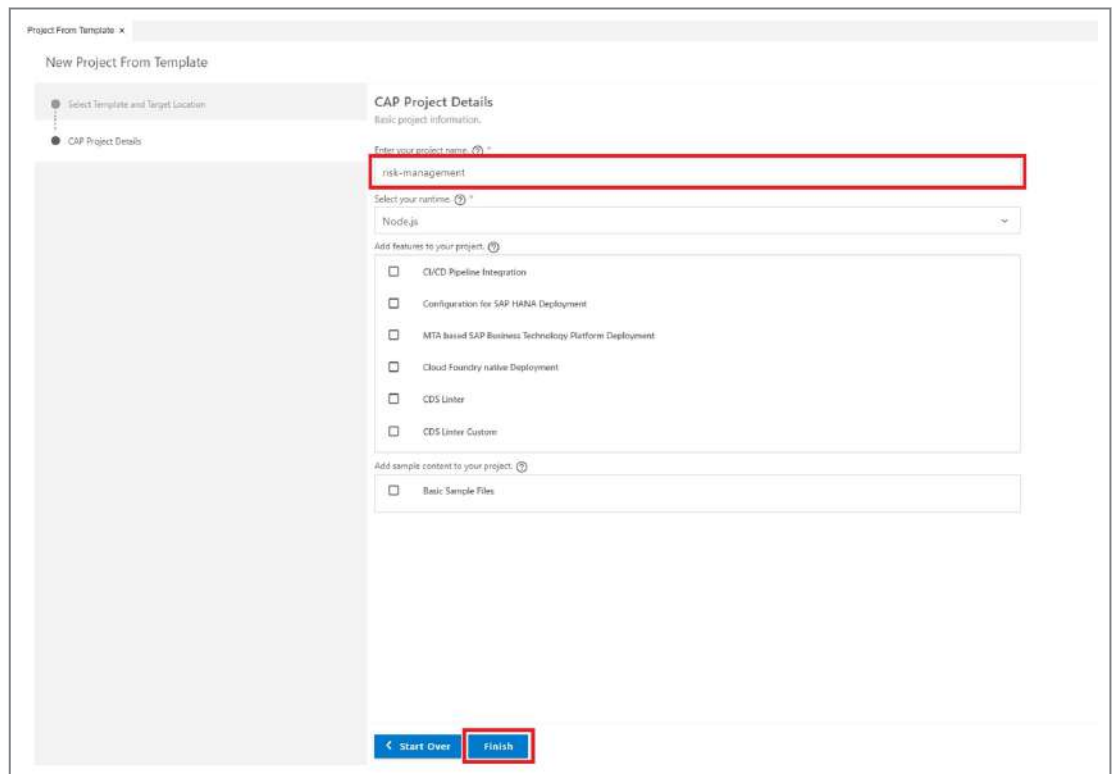 Project From Template ×
New Project From Template
Select Template and Target Location
CAP Project Details
CAP Project Details
Basic project information.
Enter your project name. ? *
risk-management
Select your runtime. ? *
Node.js
Add features to your project. ?
CI/CD Pipeline Integration
Configuration for SAP HANA Deployment
MTA based SAP Business Technology Platform Deployment
Cloud Foundry native Deployment
CDS Linter
CDS Linter Custom
Add sample content to your project. ?
Basic Sample Files
Start Over
Finish